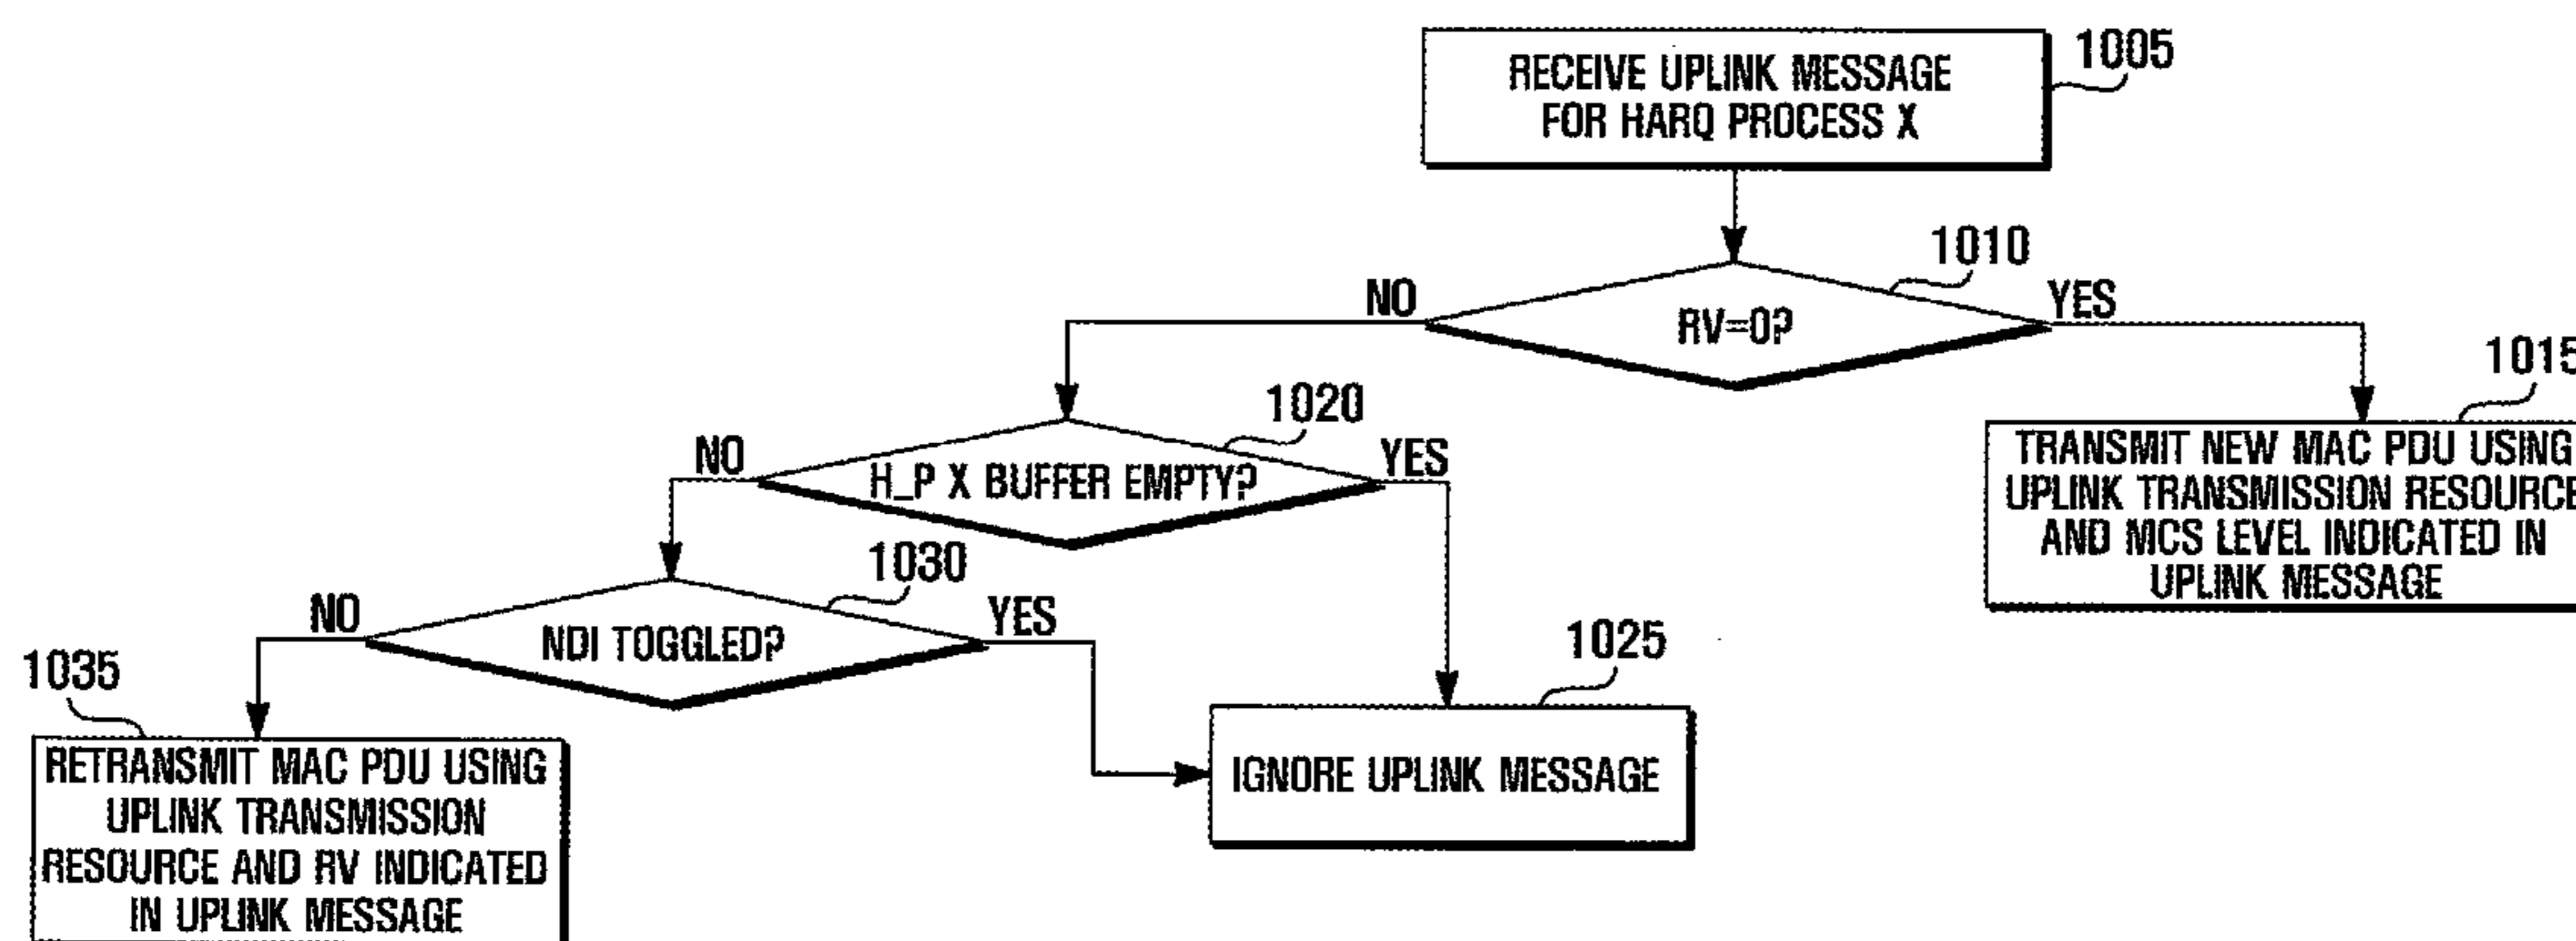 RECEIVE UPLINK MESSAGE
FOR HARQ PROCESS X
1005
1010
NO
RV=0?
YES
1015
TRANSMIT NEW MAC PDU USING
UPLINK TRANSMISSION RESOURCE
AND MCS LEVEL INDICATED IN
UPLINK MESSAGE
1020
NO
H_P X BUFFER EMPTY?
YES
1030
NO
NDI TOGGLED?
YES
1025
IGNORE UPLINK MESSAGE
1035
RETRANSMIT MAC PDU USING
UPLINK TRANSMISSION
RESOURCE AND RV INDICATED
IN UPLINK MESSAGE